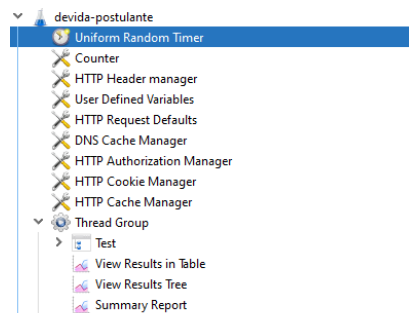 devida-postulante
Uniform Random Timer
Counter
HTTP Header manager
User Defined Variables
HTTP Request Defaults
DNS Cache Manager
HTTP Authorization Manager
HTTP Cookie Manager
HTTP Cache Manager
Thread Group
Test
View Results in Table
View Results Tree
Summary Report